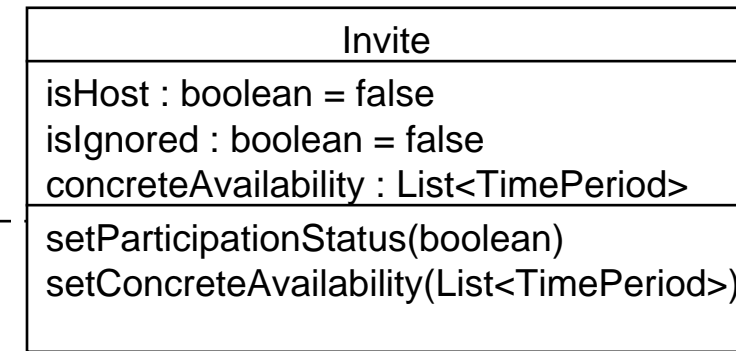 Invite
isHost : boolean = false
isIgnored : boolean = false
concreteAvailability : List<TimePeriod>
setParticipationStatus(boolean)
setConcreteAvailability(List<TimePeriod>)